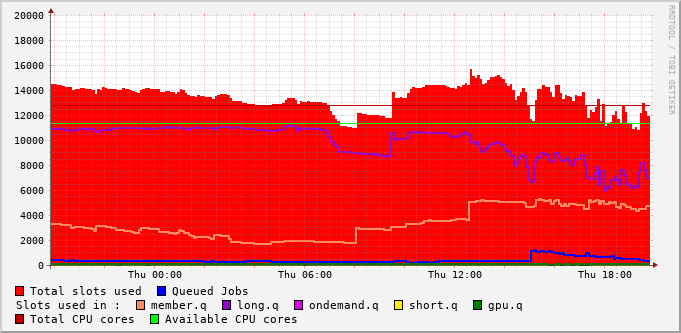 20000
18000
16000
14000
12000
10000
8000
6000
4000
2000
0
Thu 00:00 Thu 06:00 Thu 12:00 Thu 18:00
RRDTOOL / TOBI OETIKER
Total slots used Queued Jobs
Slots used in : member.q long.q ondemand.q short.q gpu.q
Total CPU cores Available CPU cores